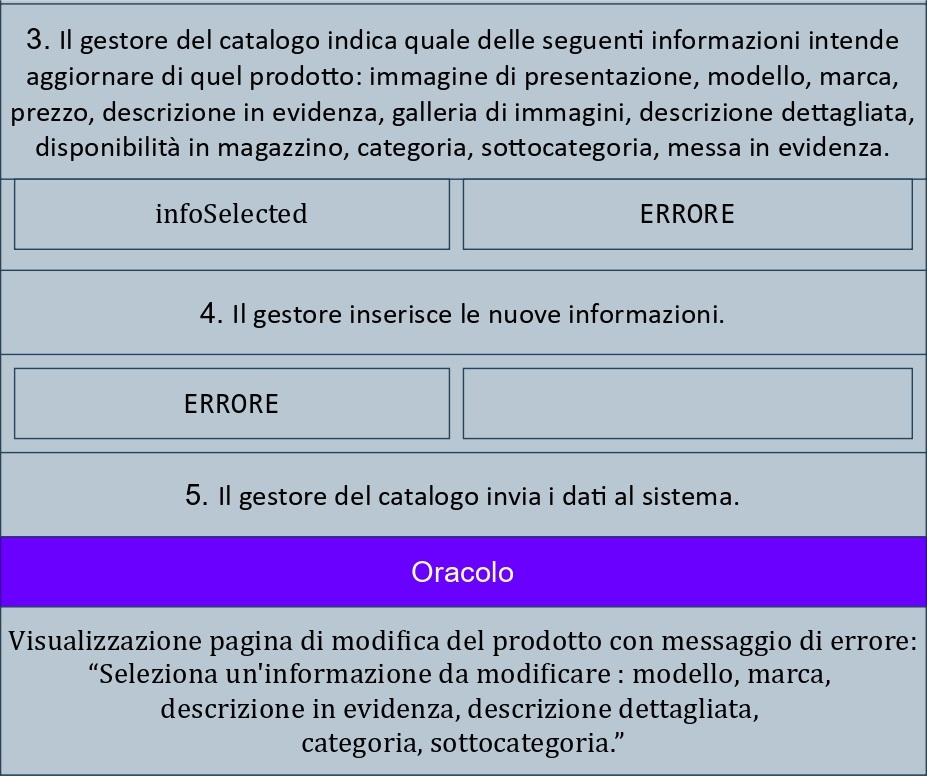 3. Il gestore del catalogo indica quale delle seguenti informazioni intende
aggiornare di quel prodotto: immagine di presentazione, modello, marca,
prezzo, descrizione in evidenza, galleria di immagini, descrizione dettagliata,
disponibilità in magazzino, categoria, sottocategoria, messa in evidenza.
infoSelected
ERRORE
4. Il gestore inserisce le nuove informazioni.
ERRORE
5. Il gestore del catalogo invia i dati al sistema.
Oracolo
Visualizzazione pagina di modifica del prodotto con messaggio di errore:
“Seleziona un'informazione da modificare : modello, marca,
descrizione in evidenza, descrizione dettagliata,
categoria, sottocategoria.”